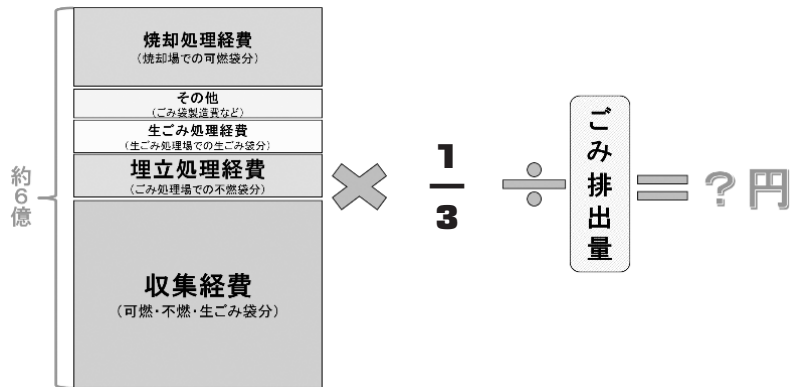 約6億
焼却処理経費
(焼却場での可燃袋分)
その他
(ごみ袋製造費など)
生ごみ処理経費
(生ごみ処理場での生ごみ袋分)
埋立処理経費
(ごみ処理場での不燃袋分)
収集経費
(可燃・不燃・生ごみ袋分)
×
1
3
÷
ごみ排出量
=
?円